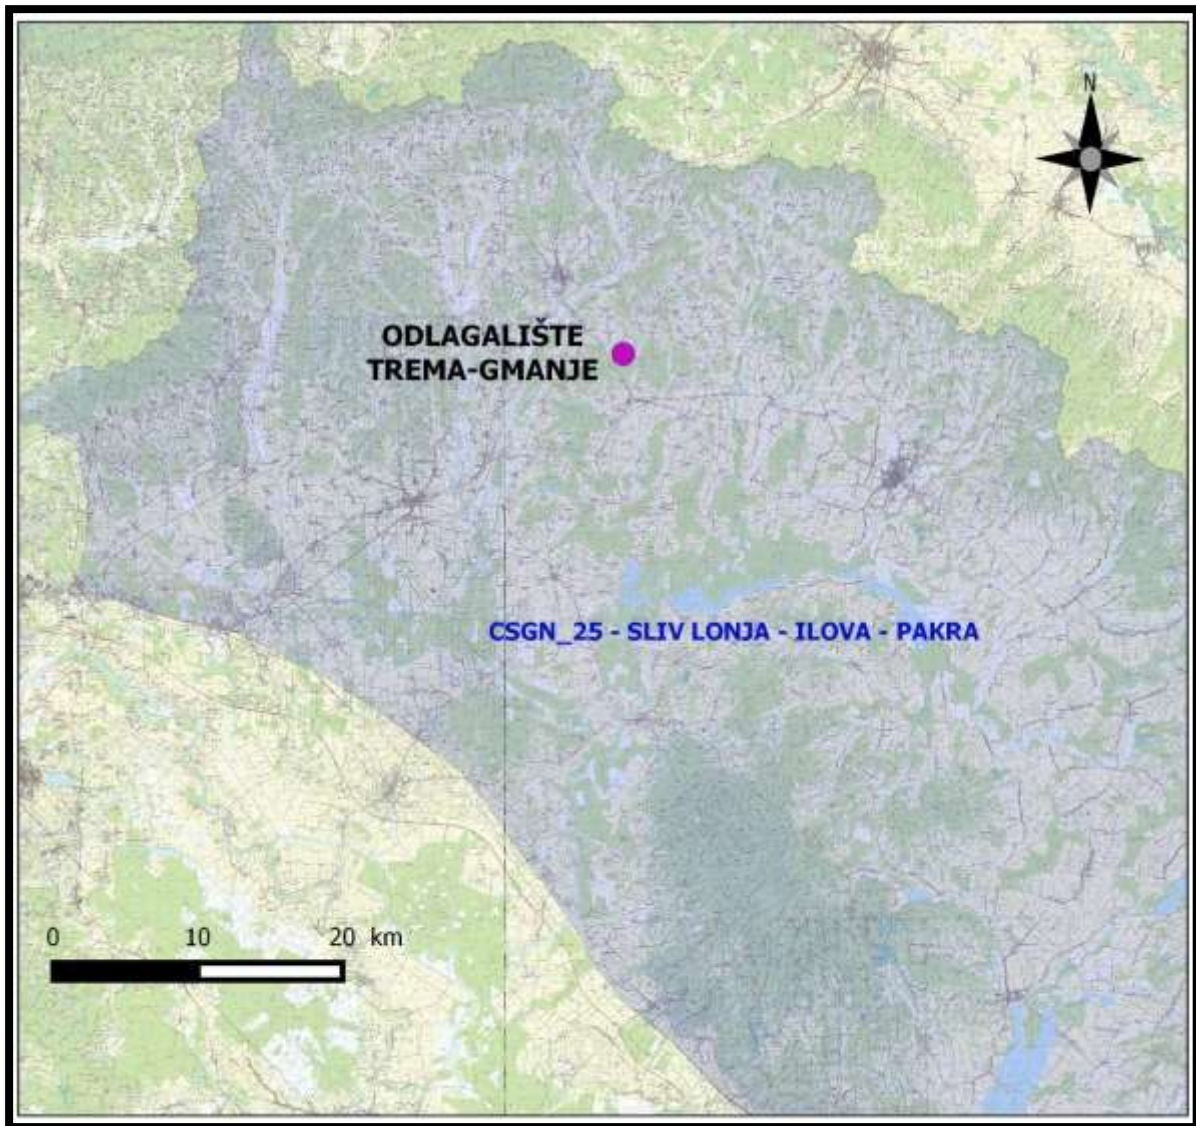 N
ODLAGALIŠTE
TREMA-GMANJE
CSGN_25 - SLIV LONJA - ILOVA - PAKRA
0 10 20 km